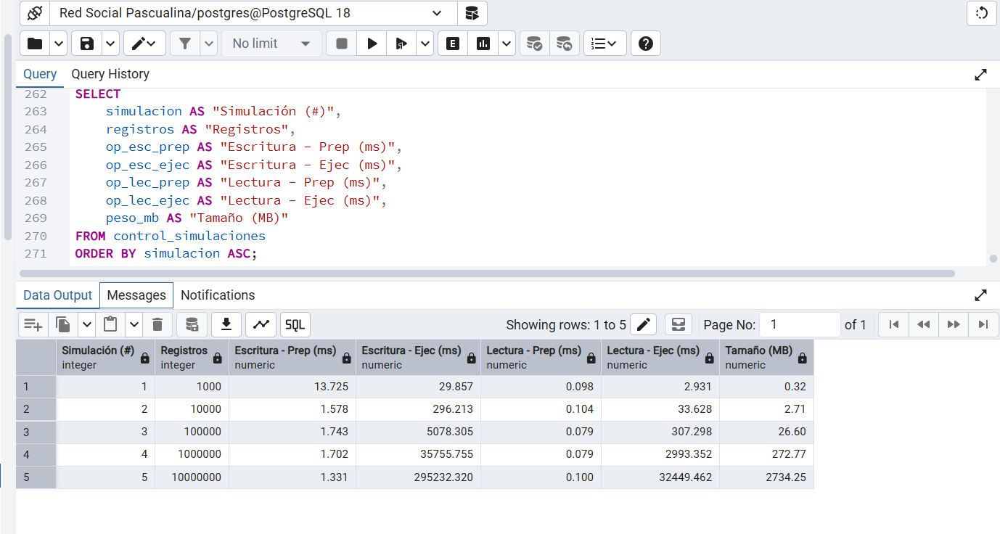 Red Social Pascualina/postgres@PostgreSQL 18
No limit
E
Query Query History
262 SELECT
263 simulacion AS "Simulación (#)",
264 registros AS "Registros",
265 op_esc_prep AS "Escritura - Prep (ms)",
266 op_esc_ejec AS "Escritura - Ejec (ms)",
267 op_lec_prep AS "Lectura - Prep (ms)",
268 op_lec_ejec AS "Lectura - Ejec (ms)",
269 peso_mb AS "Tamaño (MB)"
270 FROM control_simulaciones
271 ORDER BY simulacion ASC;
Data Output Messages Notifications
SQL Showing rows: 1 to 5 Page No: 1 of 1
Simulación (#) Registros Escritura - Prep (ms) Escritura - Ejec (ms) Lectura - Prep (ms) Lectura - Ejec (ms) Tamaño (MB)
integer integer numeric numeric numeric numeric numeric
1 1 1000 13.725 29.857 0.098 2.931 0.32
2 2 10000 1.578 296.213 0.104 33.628 2.71
3 3 100000 1.743 5078.305 0.079 307.298 26.60
4 4 1000000 1.702 35755.755 0.079 2993.352 272.77
5 5 10000000 1.331 295232.320 0.100 32449.462 2734.25